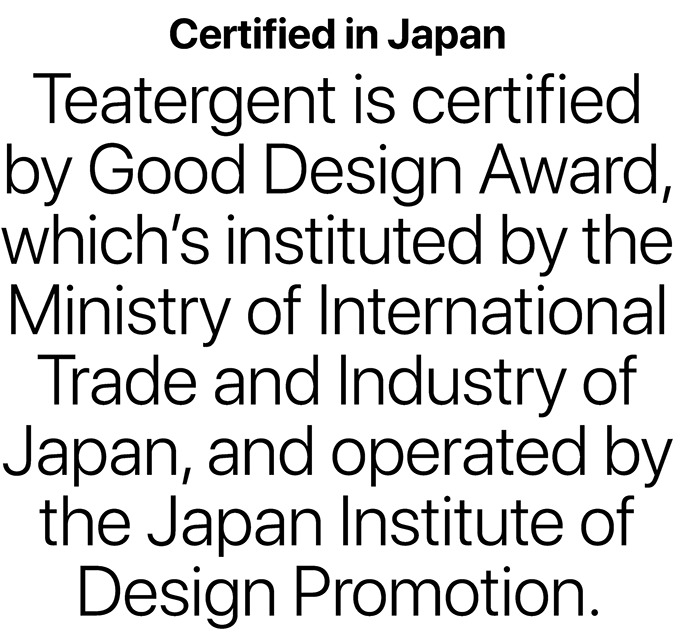 Certified in Japan
Teatergent is certified
by Good Design Award,
which’s instituted by the
Ministry of International
Trade and Industry of
Japan, and operated by
the Japan Institute of
Design Promotion.